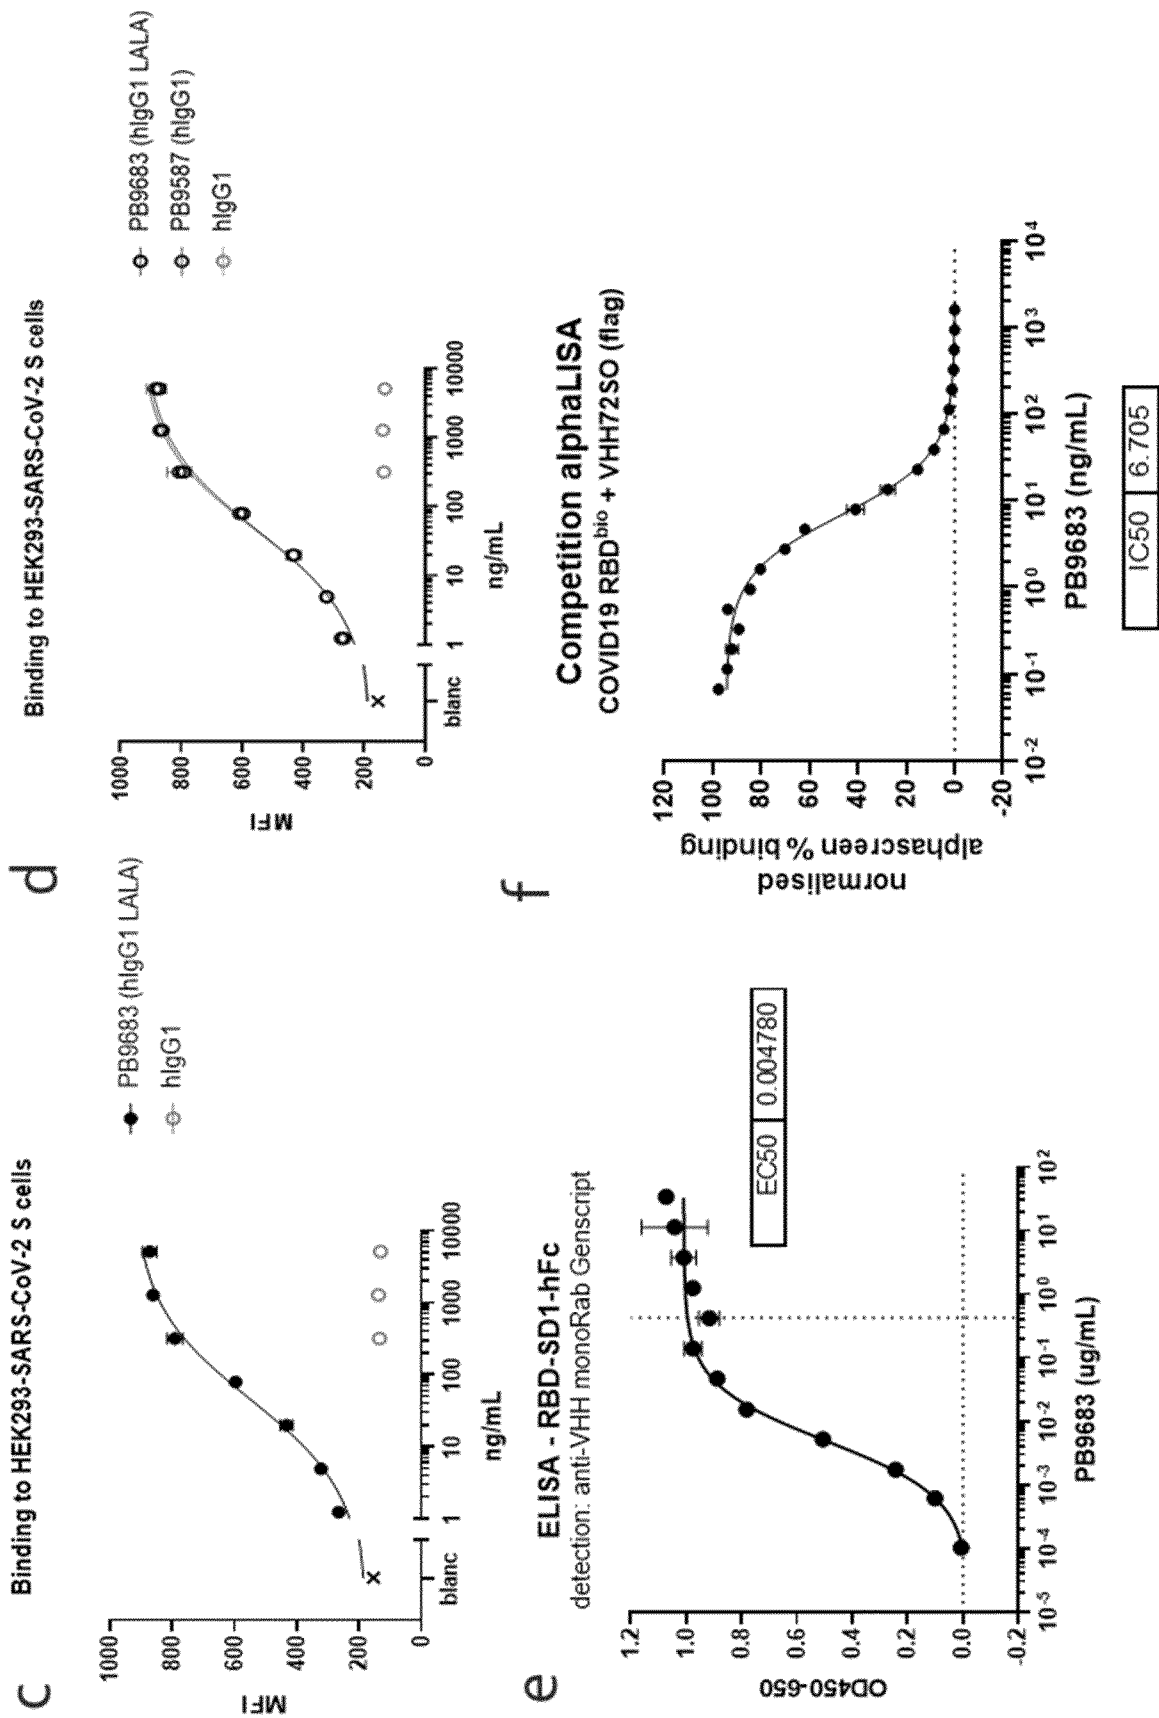 c
Binding to HEK293-SARS-CoV-2 S cells
PB9683 (hIgG1 LALA)
hIgG1
MFI
1000
800
600
400
200
0
blanc
1
10
100
1000
10000
ng/mL
d
Binding to HEK293-SARS-CoV-2 S cells
PB9683 (hIgG1 LALA)
PB9587 (hIgG1)
hIgG1
MFI
1000
800
600
400
200
0
blanc
1
10
100
1000
10000
ng/mL
e
ELISA - RBD-SD1-hFc
detection: anti-VHH monoRab Genscript
OD450-650
1.2
1.0
0.8
0.6
0.4
0.2
0.0
-0.2
10-5
10-4
10-3
10-2
10-1
100
101
102
PB9683 (ug/mL)
EC50 0.004780
f
Competition alphaLISA
COVID19 RBDbio + VHH72SO (flag)
normalised
alphascreen % binding
120
100
80
60
40
20
0
-20
10-2
10-1
100
101
102
103
104
PB9683 (ng/mL)
IC50 6.705